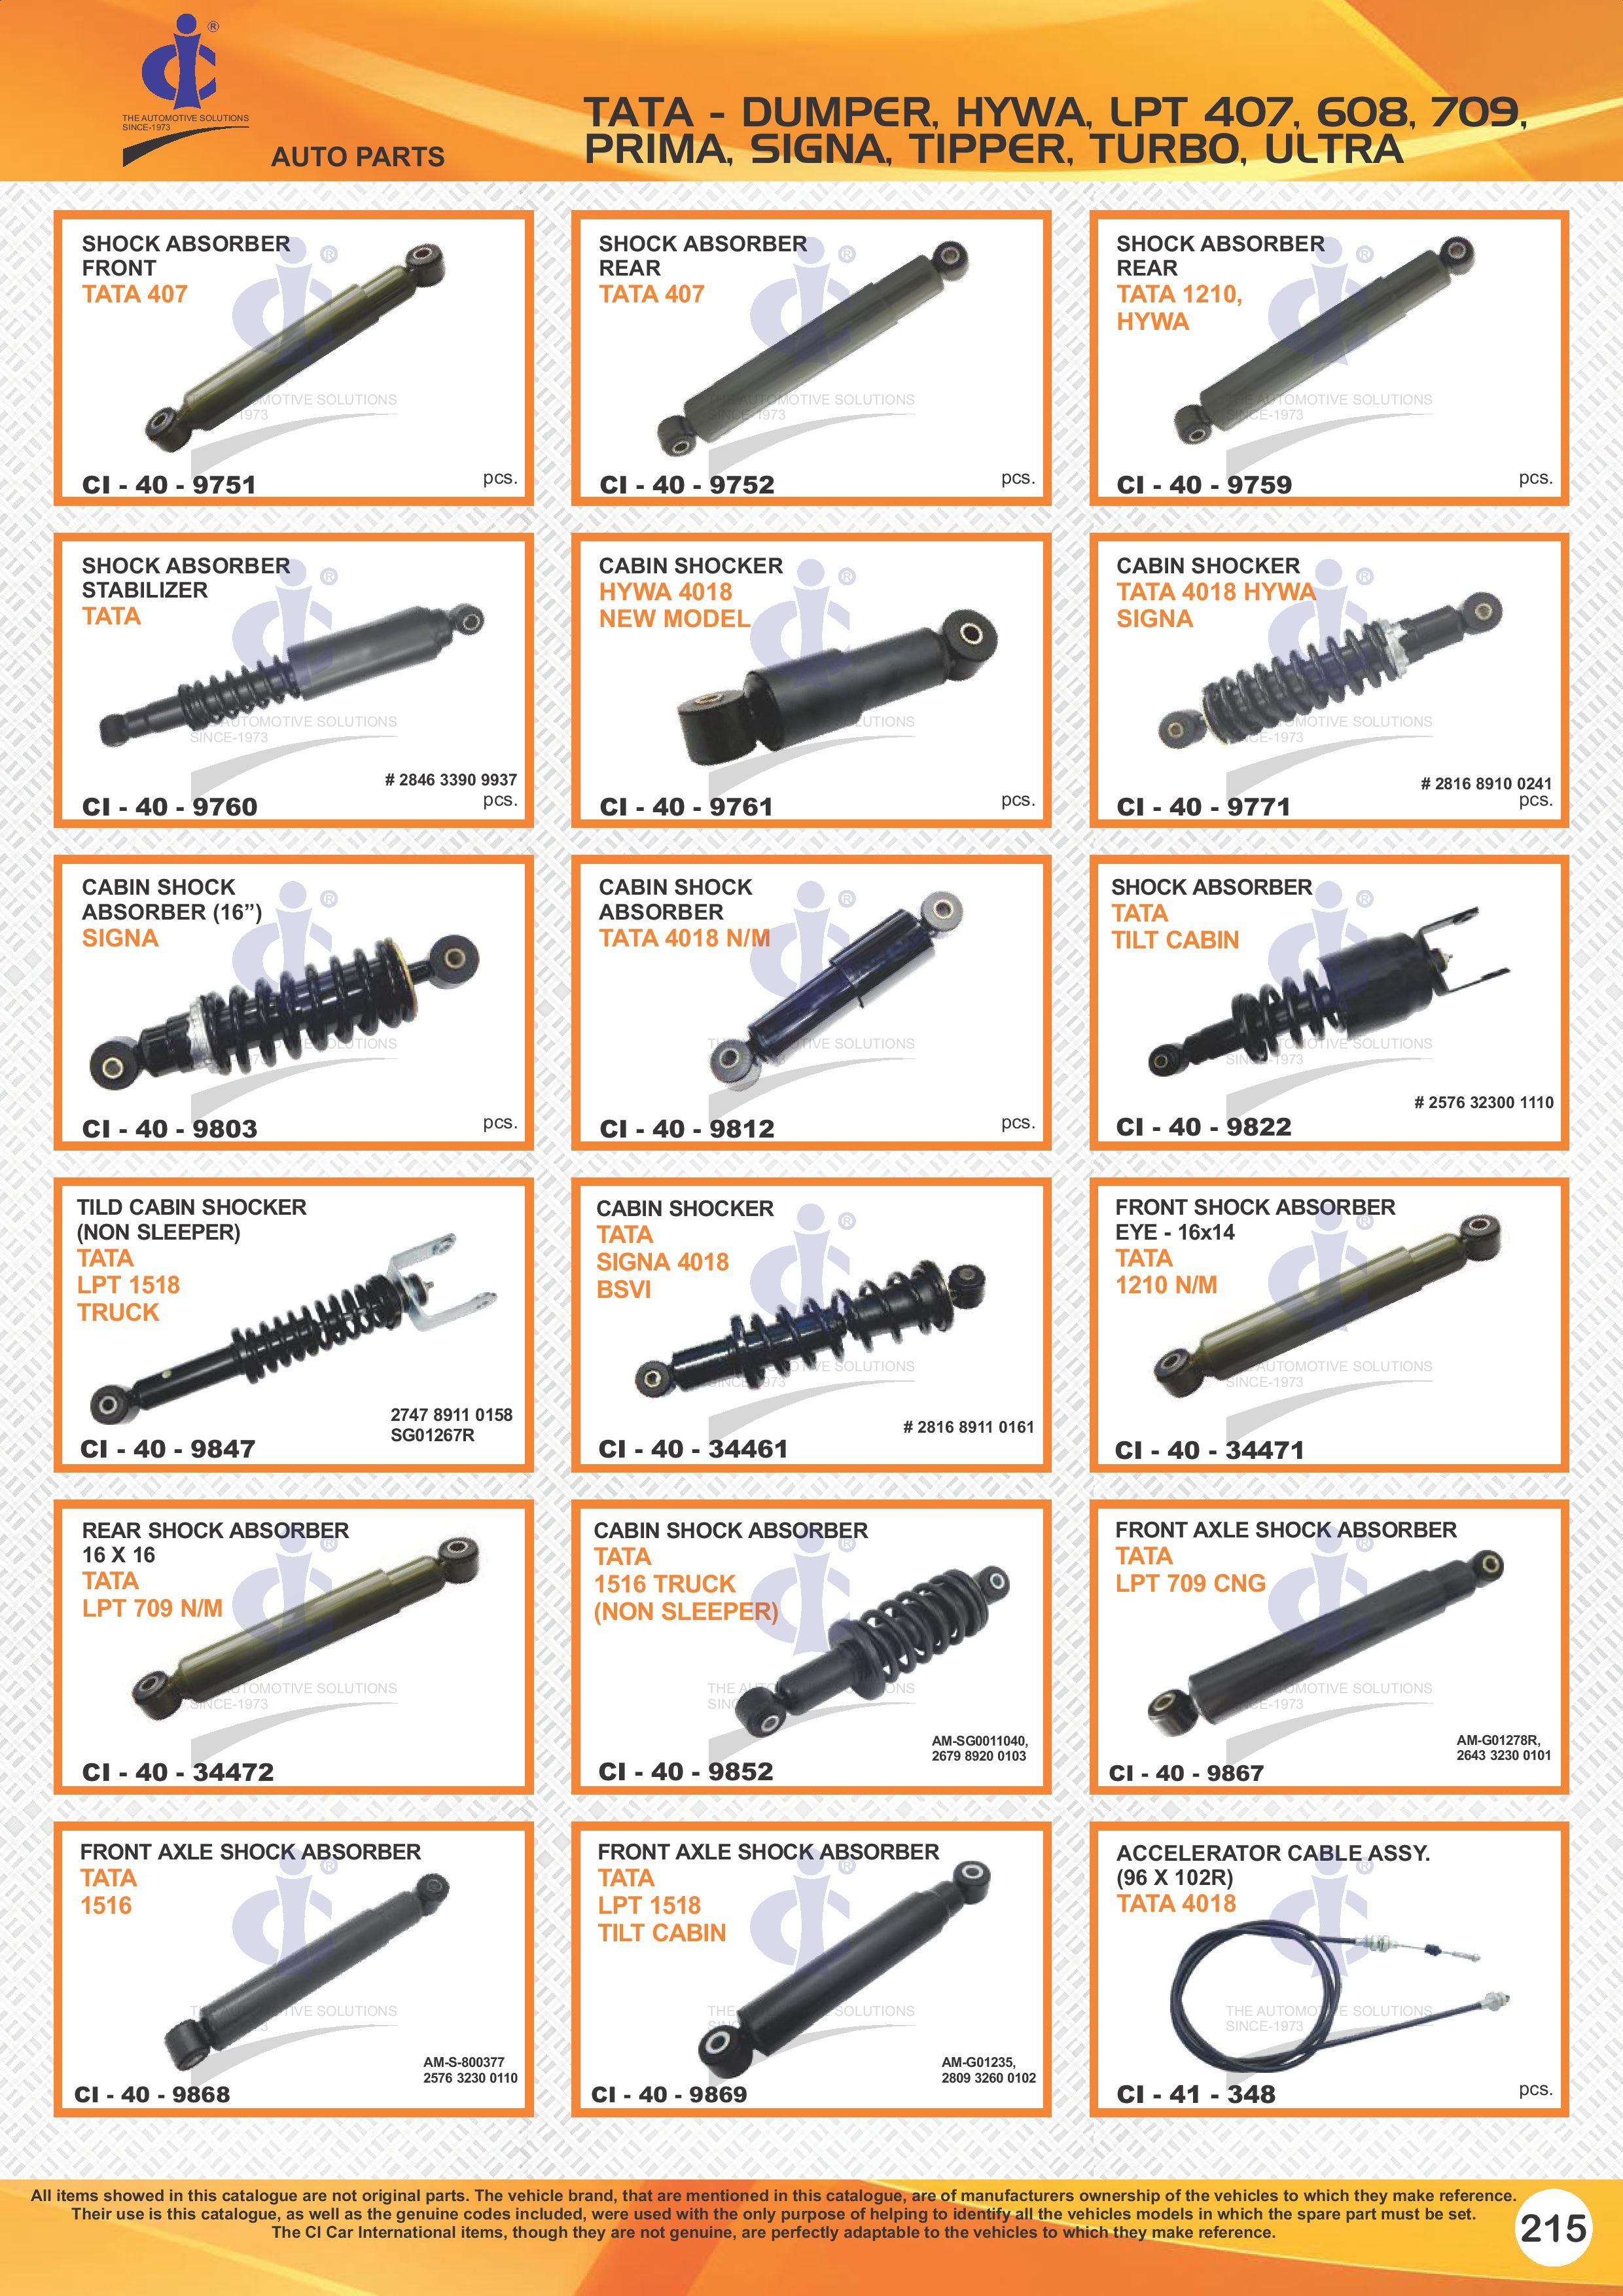 THE AUTOMOTIVE SOLUTIONS
SINCE-1973
AUTO PARTS
TATA - DUMPER, HYWA, LPT 407, 608, 709,
PRIMA, SIGNA, TIPPER, TURBO, ULTRA
SHOCK ABSORBER
FRONT
TATA 407
CI - 40 - 9751
pcs.
SHOCK ABSORBER
REAR
TATA 407
CI - 40 - 9752
pcs.
SHOCK ABSORBER
REAR
TATA 1210,
HYWA
CI - 40 - 9759
pcs.
SHOCK ABSORBER
STABILIZER
TATA
# 2846 3390 9937
CI - 40 - 9760
pcs.
CABIN SHOCKER
HYWA 4018
NEW MODEL
CI - 40 - 9761
pcs.
CABIN SHOCKER
TATA 4018 HYWA
SIGNA
# 2816 8910 0241
CI - 40 - 9771
pcs.
CABIN SHOCK
ABSORBER (16”)
SIGNA
CI - 40 - 9803
pcs.
CABIN SHOCK
ABSORBER
TATA 4018 N/M
CI - 40 - 9812
pcs.
SHOCK ABSORBER
TATA
TILT CABIN
# 2576 32300 1110
CI - 40 - 9822
TILD CABIN SHOCKER
(NON SLEEPER)
TATA
LPT 1518
TRUCK
2747 8911 0158
SG01267R
CI - 40 - 9847
CABIN SHOCKER
TATA
SIGNA 4018
BSVI
# 2816 8911 0161
CI - 40 - 34461
FRONT SHOCK ABSORBER
EYE - 16x14
TATA
1210 N/M
CI - 40 - 34471
REAR SHOCK ABSORBER
16 X 16
TATA
LPT 709 N/M
CI - 40 - 34472
CABIN SHOCK ABSORBER
TATA
1516 TRUCK
(NON SLEEPER)
AM-SG0011040,
2679 8920 0103
CI - 40 - 9852
FRONT AXLE SHOCK ABSORBER
TATA
LPT 709 CNG
AM-G01278R,
2643 3230 0101
CI - 40 - 9867
FRONT AXLE SHOCK ABSORBER
TATA
1516
AM-S-800377
2576 3230 0110
CI - 40 - 9868
FRONT AXLE SHOCK ABSORBER
TATA
LPT 1518
TILT CABIN
AM-G01235,
2809 3260 0102
CI - 40 - 9869
ACCELERATOR CABLE ASSY.
(96 X 102R)
TATA 4018
CI - 41 - 348
pcs.
All items showed in this catalogue are not original parts. The vehicle brand, that are mentioned in this catalogue, are of manufacturers ownership of the vehicles to which they make reference.
Their use is this catalogue, as well as the genuine codes included, were used with the only purpose of helping to identify all the vehicles models in which the spare part must be set.
The CI Car International items, though they are not genuine, are perfectly adaptable to the vehicles to which they make reference.
215